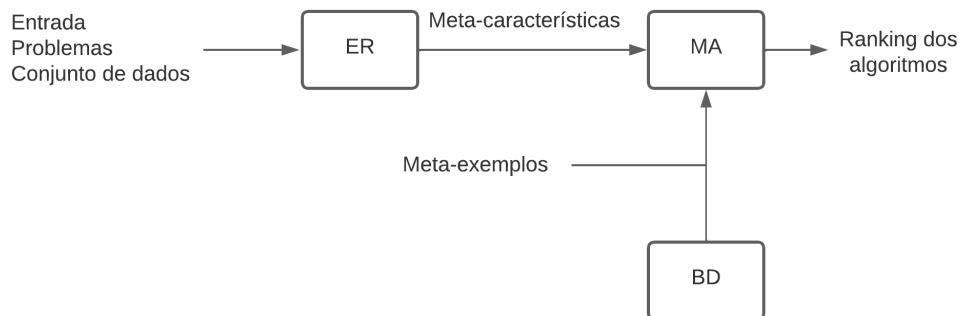 Entrada
Problemas
Conjunto de dados
ER
Meta-características
MA
Ranking dos
algoritmos
Meta-exemplos
BD